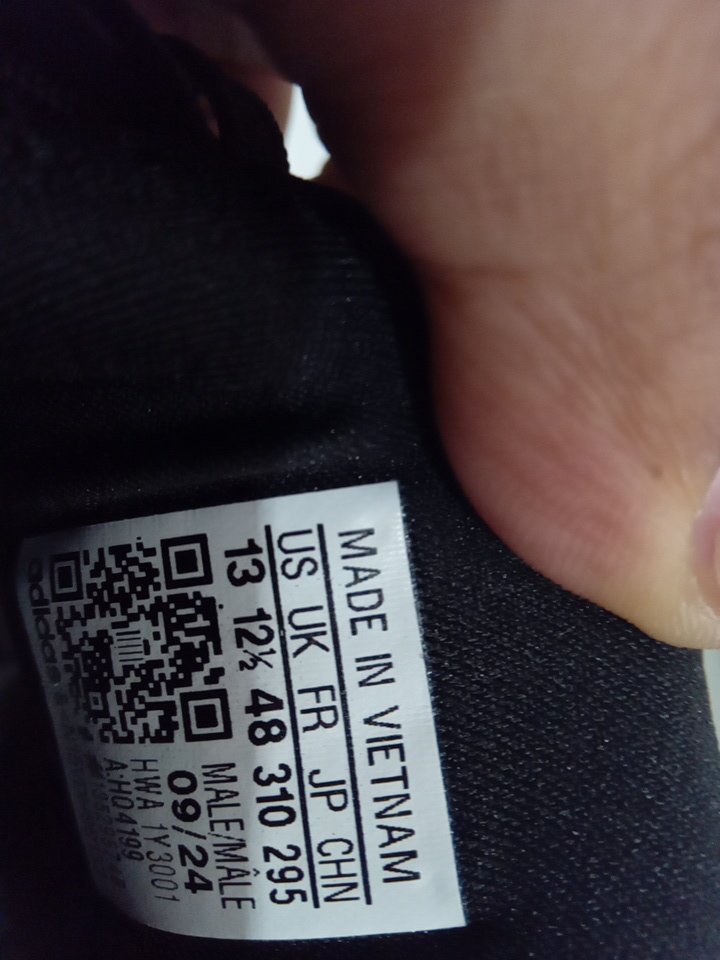 MADE IN VIETNAM
US UK FR JP CHN
13 12½ 48 310 295
MALE/MÂLE
09/24
HWA 1Y3001
adidas